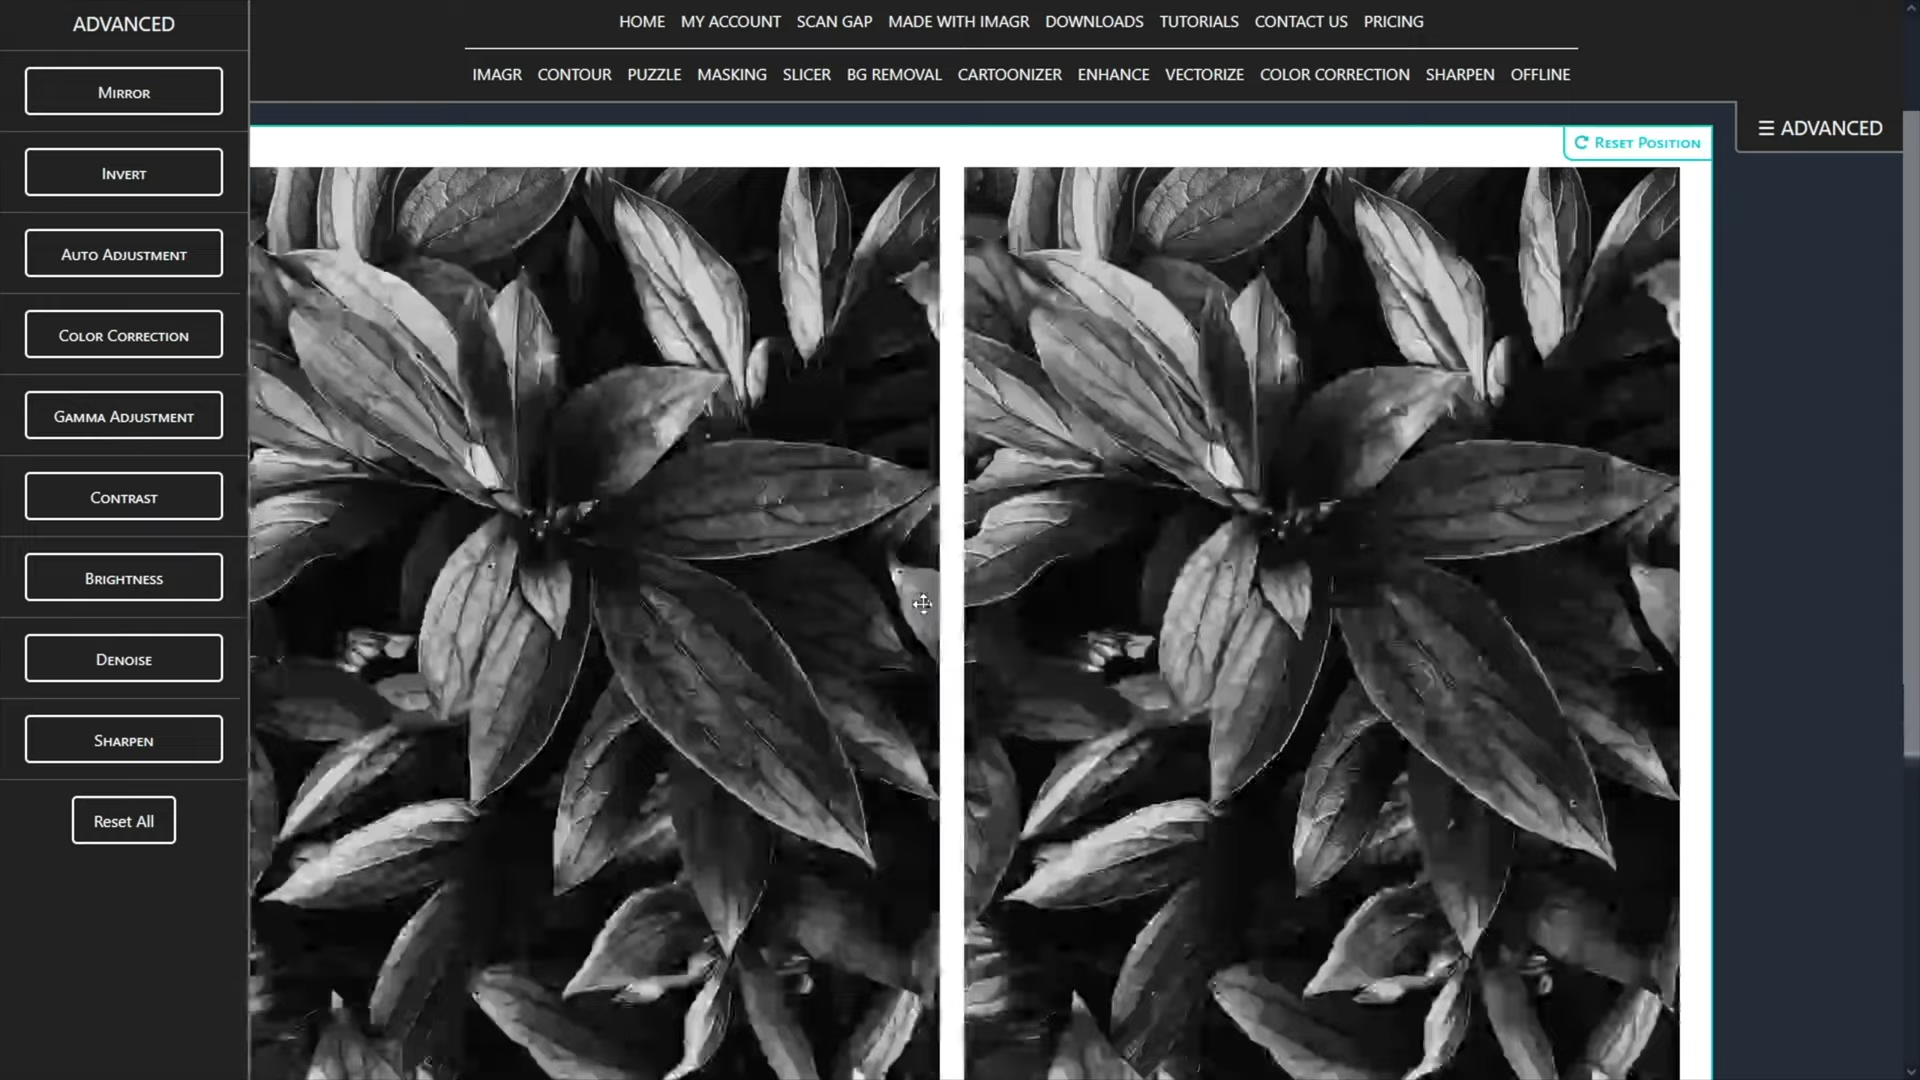 ADVANCED
HOME MY ACCOUNT SCAN GAP MADE WITH IMAGR DOWNLOADS TUTORIALS CONTACT US PRICING
IMAGR CONTOUR PUZZLE MASKING SLICER BG REMOVAL CARTOONIZER ENHANCE VECTORIZE COLOR CORRECTION SHARPEN OFFLINE
☰ ADVANCED
Reset Position
Mirror
Invert
Auto Adjustment
Color Correction
Gamma Adjustment
Contrast
Brightness
Denoise
Sharpen
Reset All